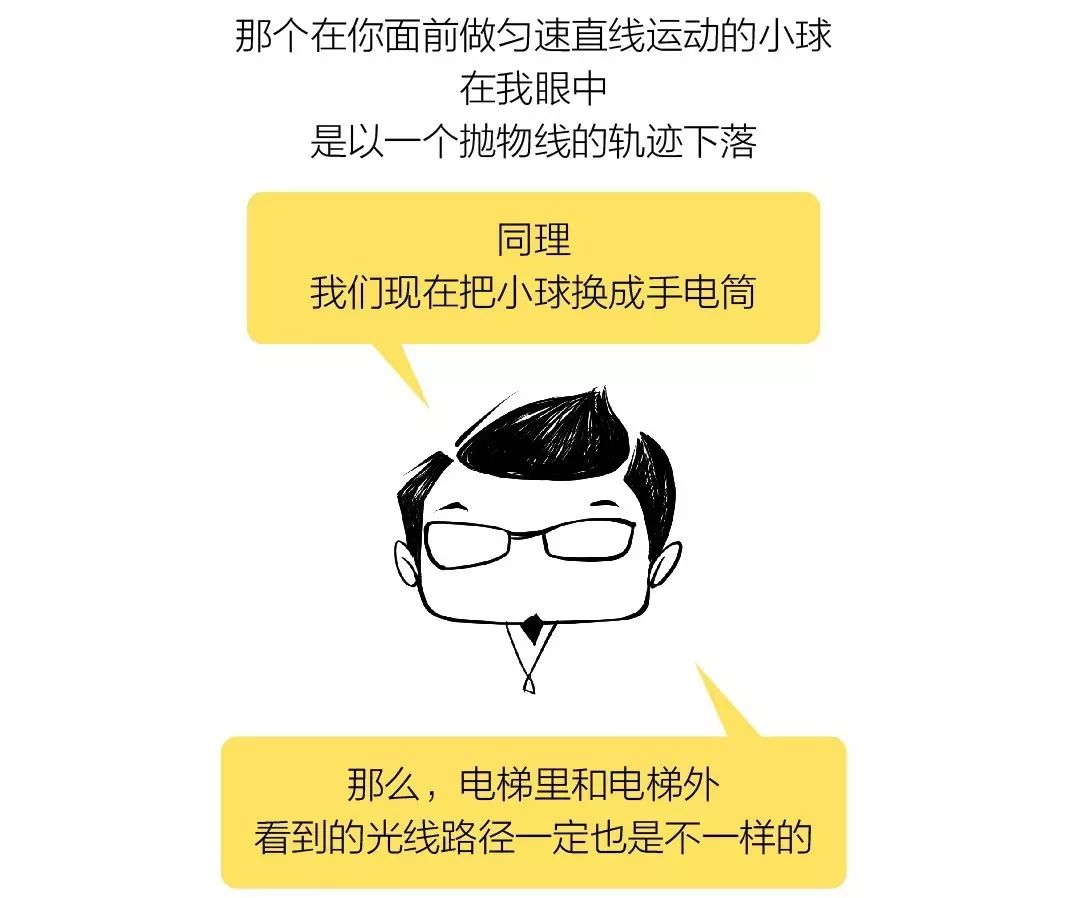 那个在你面前做匀速直线运动的小球
在我眼中
是以一个抛物线的轨迹下落
同理
我们现在把小球换成手电筒
那么，电梯里和电梯外
看到的光线路径一定也是不一样的